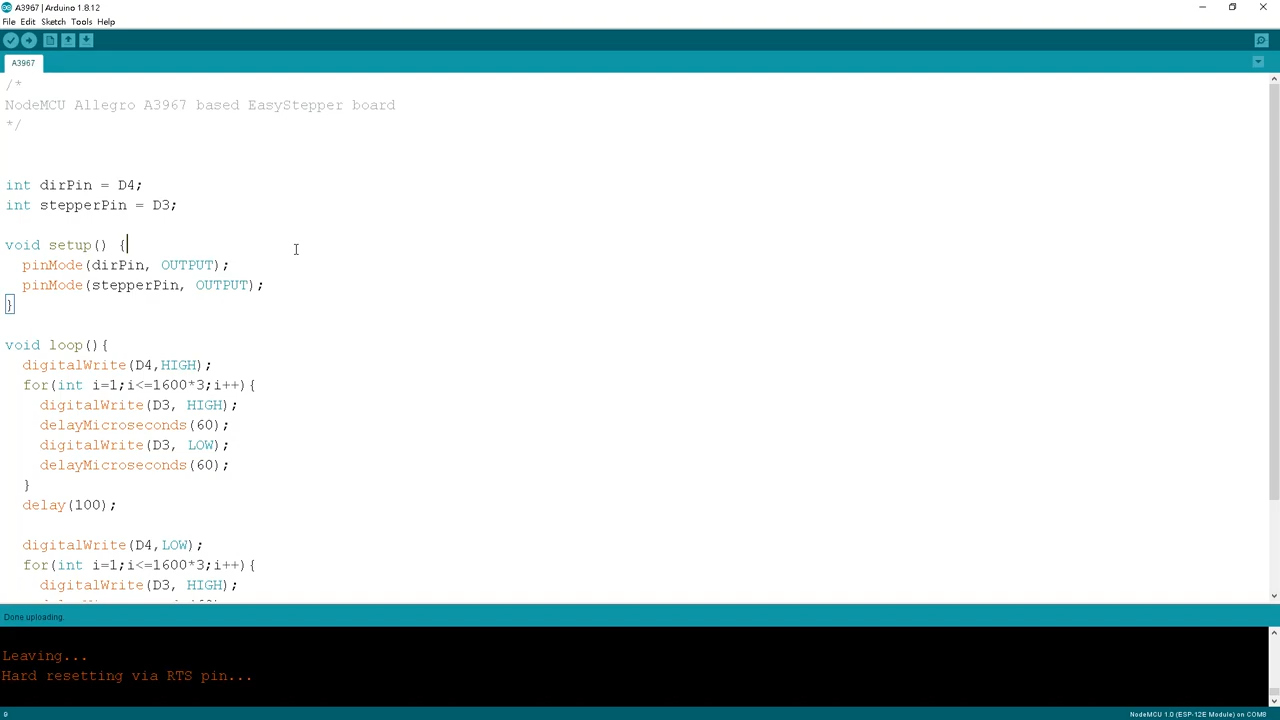 A3967 | Arduino 1.8.12
File Edit Sketch Tools Help
A3967
/*
NodeMCU Allegro A3967 based EasyStepper board
*/
int dirPin = D4;
int stepperPin = D3;
void setup() {
pinMode(dirPin, OUTPUT);
pinMode(stepperPin, OUTPUT);
}
void loop(){
digitalWrite(D4,HIGH);
for(int i=1;i<=1600*3;i++){
digitalWrite(D3, HIGH);
delayMicroseconds(60);
digitalWrite(D3, LOW);
delayMicroseconds(60);
}
delay(100);
digitalWrite(D4,LOW);
for(int i=1;i<=1600*3;i++){
digitalWrite(D3, HIGH);
Done uploading.
Leaving...
Hard resetting via RTS pin...
9
NodeMCU 1.0 (ESP-12E Module) on COM8